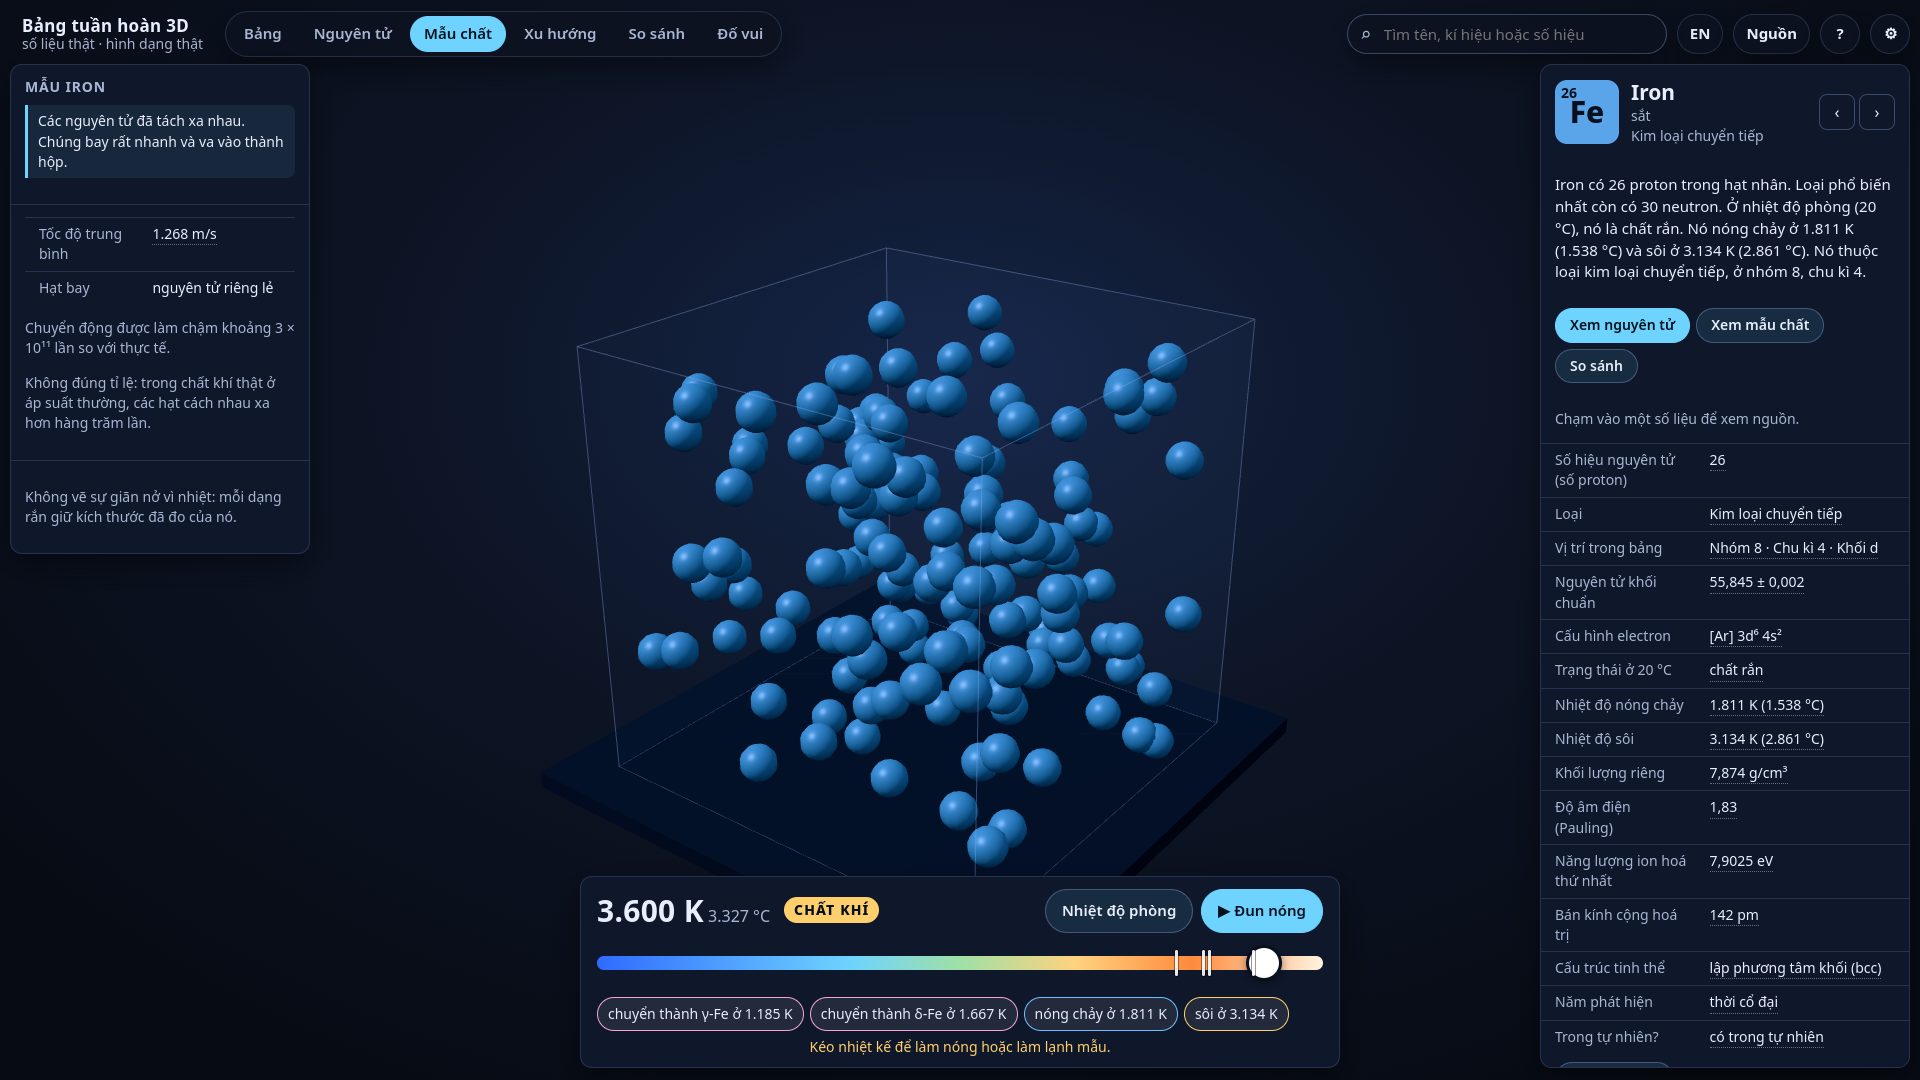 Bảng tuần hoàn 3D
số liệu thật · hình dạng thật
Bảng
Nguyên tử
Mẫu chất
Xu hướng
So sánh
Đố vui
Tìm tên, kí hiệu hoặc số hiệu
EN
Nguồn
?
MẪU IRON
Các nguyên tử đã tách xa nhau.
Chúng bay rất nhanh và va vào thành
hộp.
Tốc độ trung
bình
1.268 m/s
Hạt bay
nguyên tử riêng lẻ
Chuyển động được làm chậm khoảng 3 ×
10¹¹ lần so với thực tế.
Không đúng tỉ lệ: trong chất khí thật ở
áp suất thường, các hạt cách nhau xa
hơn hàng trăm lần.
Không vẽ sự giãn nở vì nhiệt: mỗi dạng
rắn giữ kích thước đã đo của nó.
3.600 K 3.327 °C
CHẤT KHÍ
Nhiệt độ phòng
▶ Đun nóng
chuyển thành γ-Fe ở 1.185 K
chuyển thành δ-Fe ở 1.667 K
nóng chảy ở 1.811 K
sôi ở 3.134 K
Kéo nhiệt kế để làm nóng hoặc làm lạnh mẫu.
26
Fe
Iron
sắt
Kim loại chuyển tiếp
‹
›
Iron có 26 proton trong hạt nhân. Loại phổ biến
nhất còn có 30 neutron. Ở nhiệt độ phòng (20
°C), nó là chất rắn. Nó nóng chảy ở 1.811 K
(1.538 °C) và sôi ở 3.134 K (2.861 °C). Nó thuộc
loại kim loại chuyển tiếp, ở nhóm 8, chu kì 4.
Xem nguyên tử
Xem mẫu chất
So sánh
Chạm vào một số liệu để xem nguồn.
Số hiệu nguyên tử
(số proton)
26
Loại
Kim loại chuyển tiếp
Vị trí trong bảng
Nhóm 8 · Chu kì 4 · Khối d
Nguyên tử khối
chuẩn
55,845 ± 0,002
Cấu hình electron
[Ar] 3d⁶ 4s²
Trạng thái ở 20 °C
chất rắn
Nhiệt độ nóng chảy
1.811 K (1.538 °C)
Nhiệt độ sôi
3.134 K (2.861 °C)
Khối lượng riêng
7,874 g/cm³
Độ âm điện
(Pauling)
1,83
Năng lượng ion hoá
thứ nhất
7,9025 eV
Bán kính cộng hoá
trị
142 pm
Cấu trúc tinh thể
lập phương tâm khối (bcc)
Năm phát hiện
thời cổ đại
Trong tự nhiên?
có trong tự nhiên